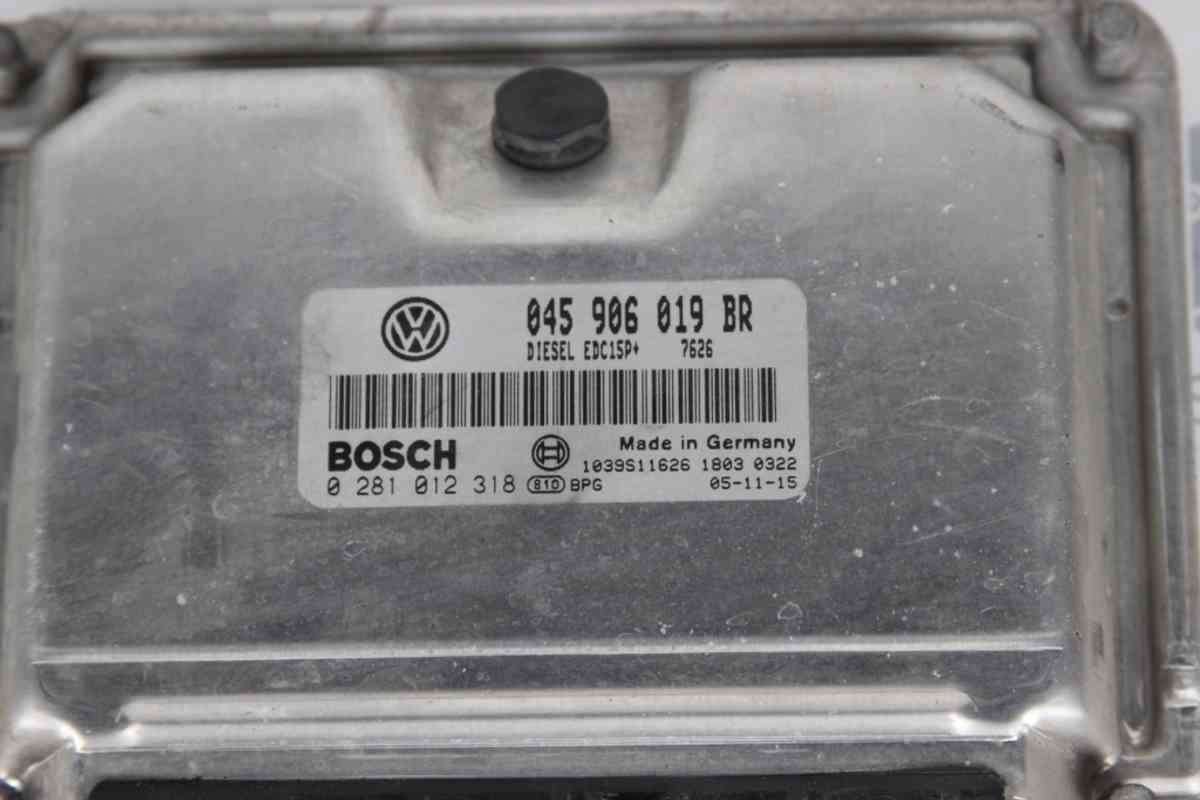 045 906 019 BR
DIESEL EDC15P+ 7626
BOSCH
Made in Germany
1039S11626 1803 0322
0 281 012 318 810 BPG 05-11-15